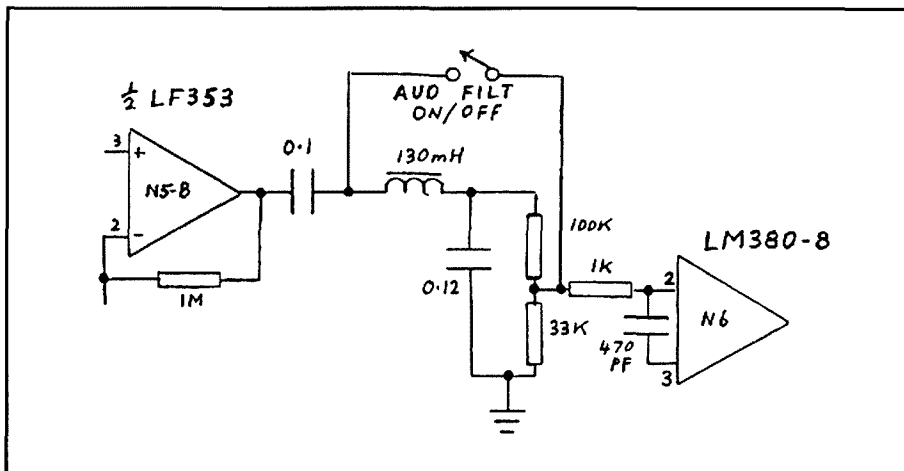 ½ LF353
AUD FILT
ON/OFF
0.1
130mH
3
+
N5-8
2
-
1M
0.12
100K
33K
1K
LM380-8
2
N6
470
PF
3